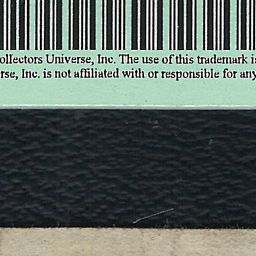 ollectors Universe, Inc. The use of this trademark is
rse, Inc. is not affiliated with or responsible for any